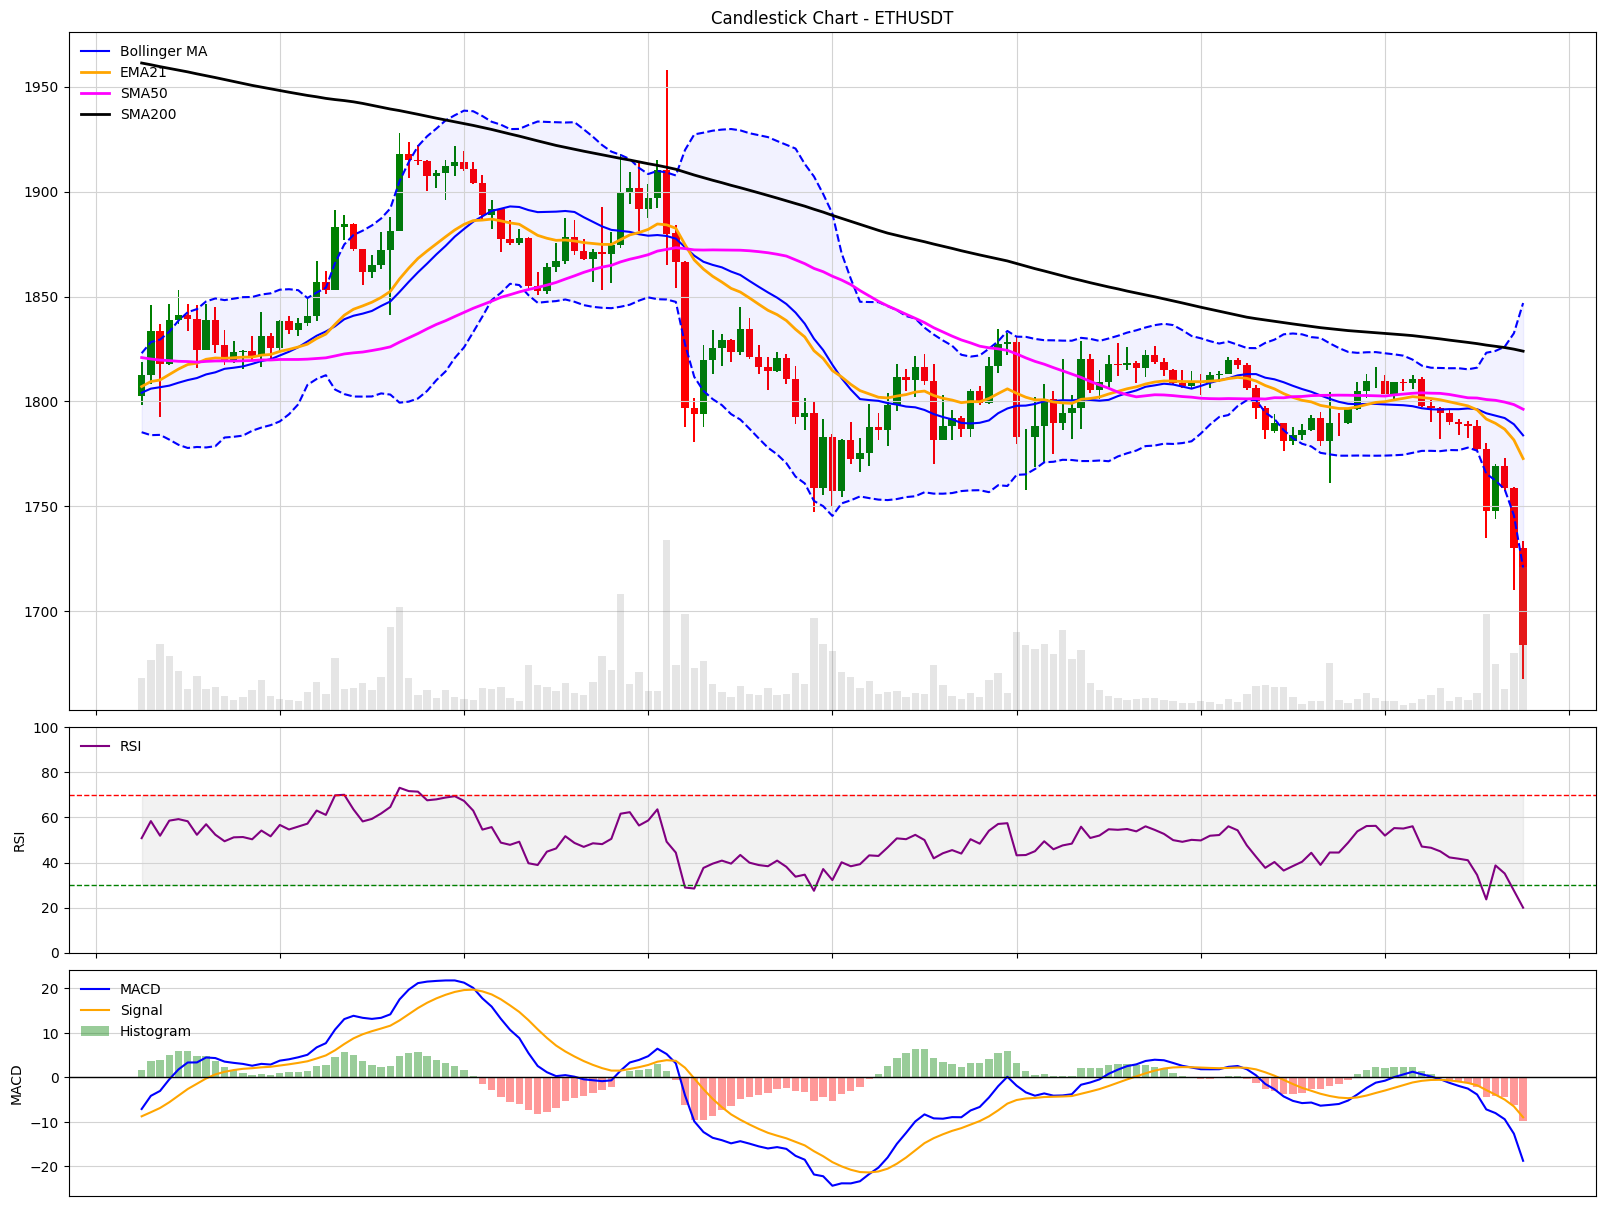 Candlestick Chart - ETHUSDT
Bollinger MA
EMA21
SMA50
SMA200
1950
1900
1850
1800
1750
1700
RSI
100
80
60
40
20
0
RSI
MACD
Signal
Histogram
20
10
0
−10
−20
MACD